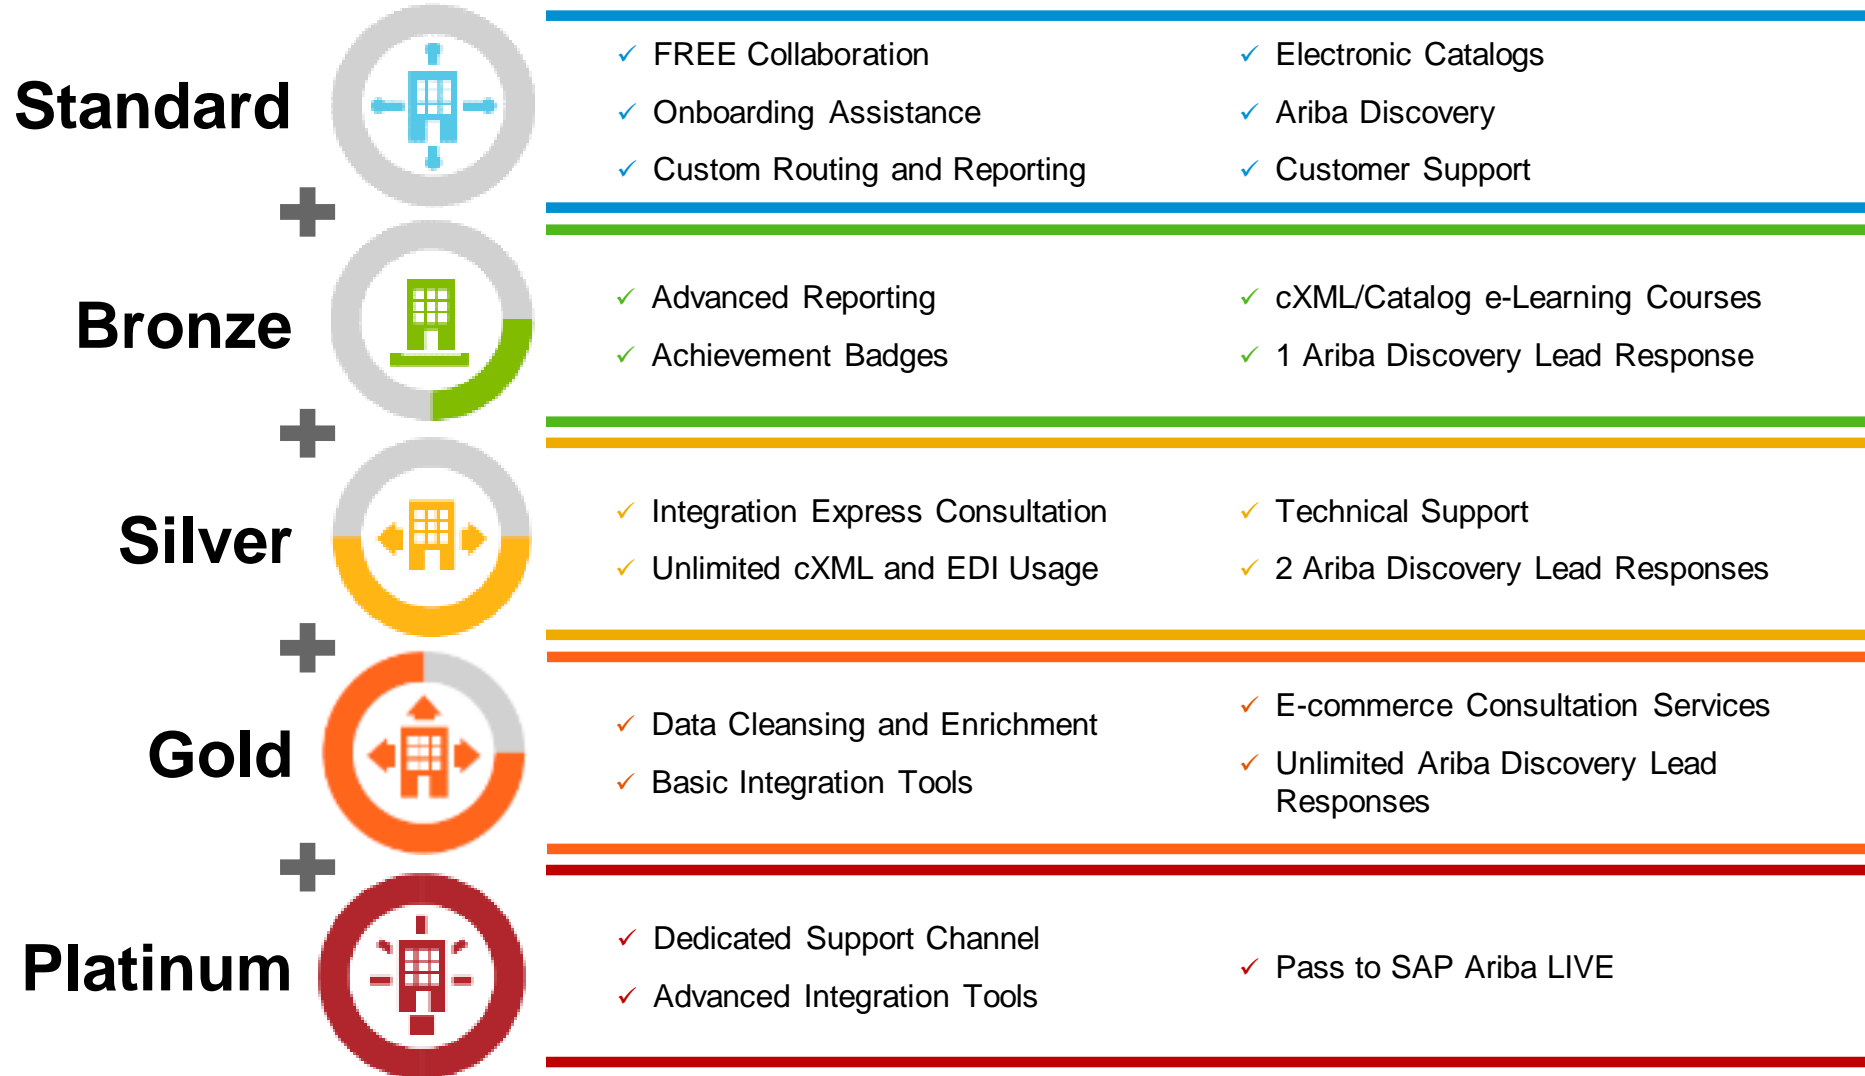 Standard
FREE Collaboration
Onboarding Assistance
Custom Routing and Reporting
Electronic Catalogs
Ariba Discovery
Customer Support
Bronze
Advanced Reporting
Achievement Badges
cXML/Catalog e-Learning Courses
1 Ariba Discovery Lead Response
Silver
Integration Express Consultation
Unlimited cXML and EDI Usage
Technical Support
2 Ariba Discovery Lead Responses
Gold
Data Cleansing and Enrichment
Basic Integration Tools
E-commerce Consultation Services
Unlimited Ariba Discovery Lead
Responses
Platinum
Dedicated Support Channel
Advanced Integration Tools
Pass to SAP Ariba LIVE